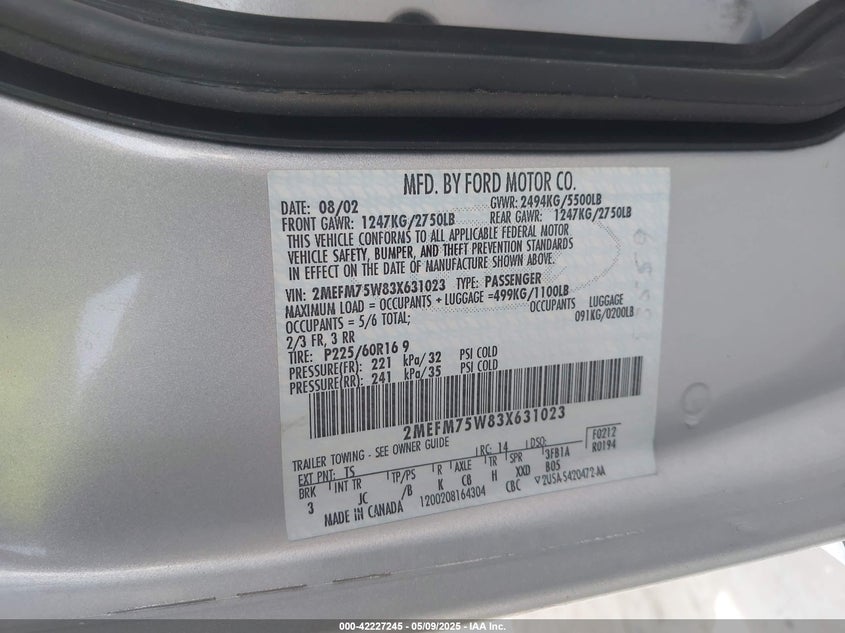 MFD. BY FORD MOTOR CO.
DATE: 08/02 GVWR: 2494KG/5500LB
FRONT GAWR: 1247KG/2750LB REAR GAWR: 1247KG/2750LB
THIS VEHICLE CONFORMS TO ALL APPLICABLE FEDERAL MOTOR
VEHICLE SAFETY, BUMPER, AND THEFT PREVENTION STANDARDS
IN EFFECT ON THE DATE OF MANUFACTURE SHOWN ABOVE.
VIN: 2MEFM75W83X631023 TYPE: PASSENGER
MAXIMUM LOAD = OCCUPANTS + LUGGAGE =499KG/1100LB
OCCUPANTS = 5/6 TOTAL; OCCUPANTS LUGGAGE
2/3 FR, 3 RR 091KG/0200LB
TIRE: P225/60R16 9
PRESSURE(FR): 221 kPa/32 PSI COLD
PRESSURE(RR): 241 kPa/35 PSI COLD
2MEFM75W83X631023
TRAILER TOWING - SEE OWNER GUIDE
EXT PNT: TS RC: 14 DSO: F0212
BRK INT TR TP/PS R AXLE TR SPR 3FB1A R0194
3 JC /B K C8 H XXD B05
MADE IN CANADA 1200208164304 CBC 2USA-5420472-AA
000-42227245 - 05/09/2025 - IAA Inc.